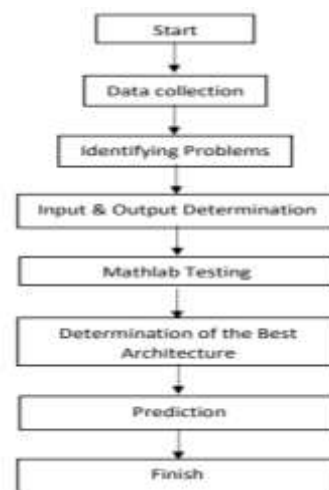 Start
Data collection
Identifying Problems
Input & Output Determination
Mathlab Testing
Determination of the Best
Architecture
Prediction
Finish